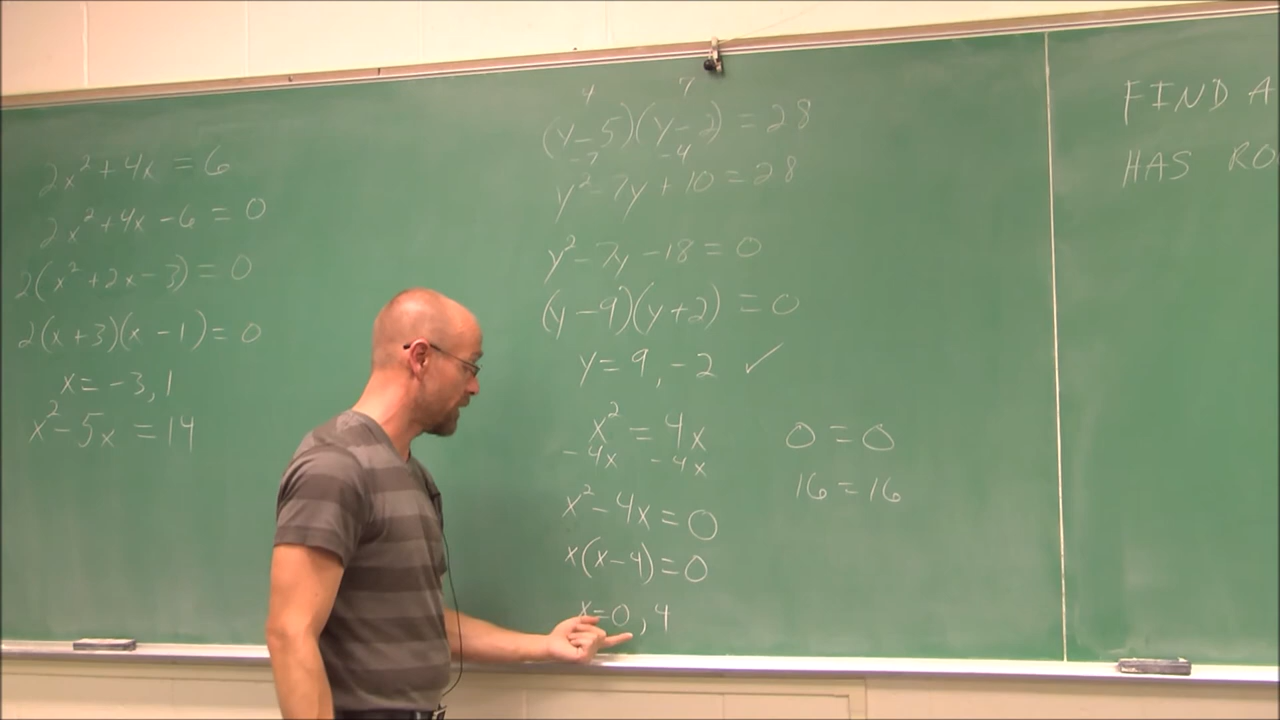 2x² + 4x = 6
2x² + 4x - 6 = 0
2(x² + 2x - 3) = 0
2(x + 3)(x - 1) = 0
x = -3, 1
x² - 5x = 14
4 7
(y - 5)(y - 2) = 28
-7 -4
y² - 7y + 10 = 28
y² - 7y - 18 = 0
(y - 9)(y + 2) = 0
y = 9, -2 ✓
x² = 4x
-4x -4x
x² - 4x = 0
x(x - 4) = 0
x = 0, 4
0 = 0
16 = 16
FIND A
HAS RO